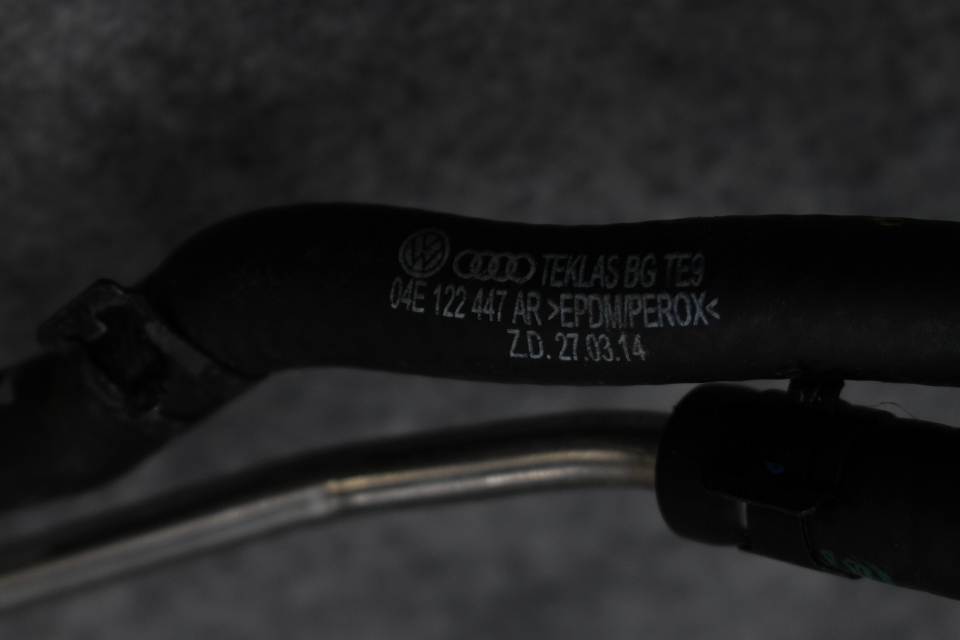 TEKLAS BG TE9
04E 122 447 AR >EPDM/PEROX<
Z.D. 27.03.14